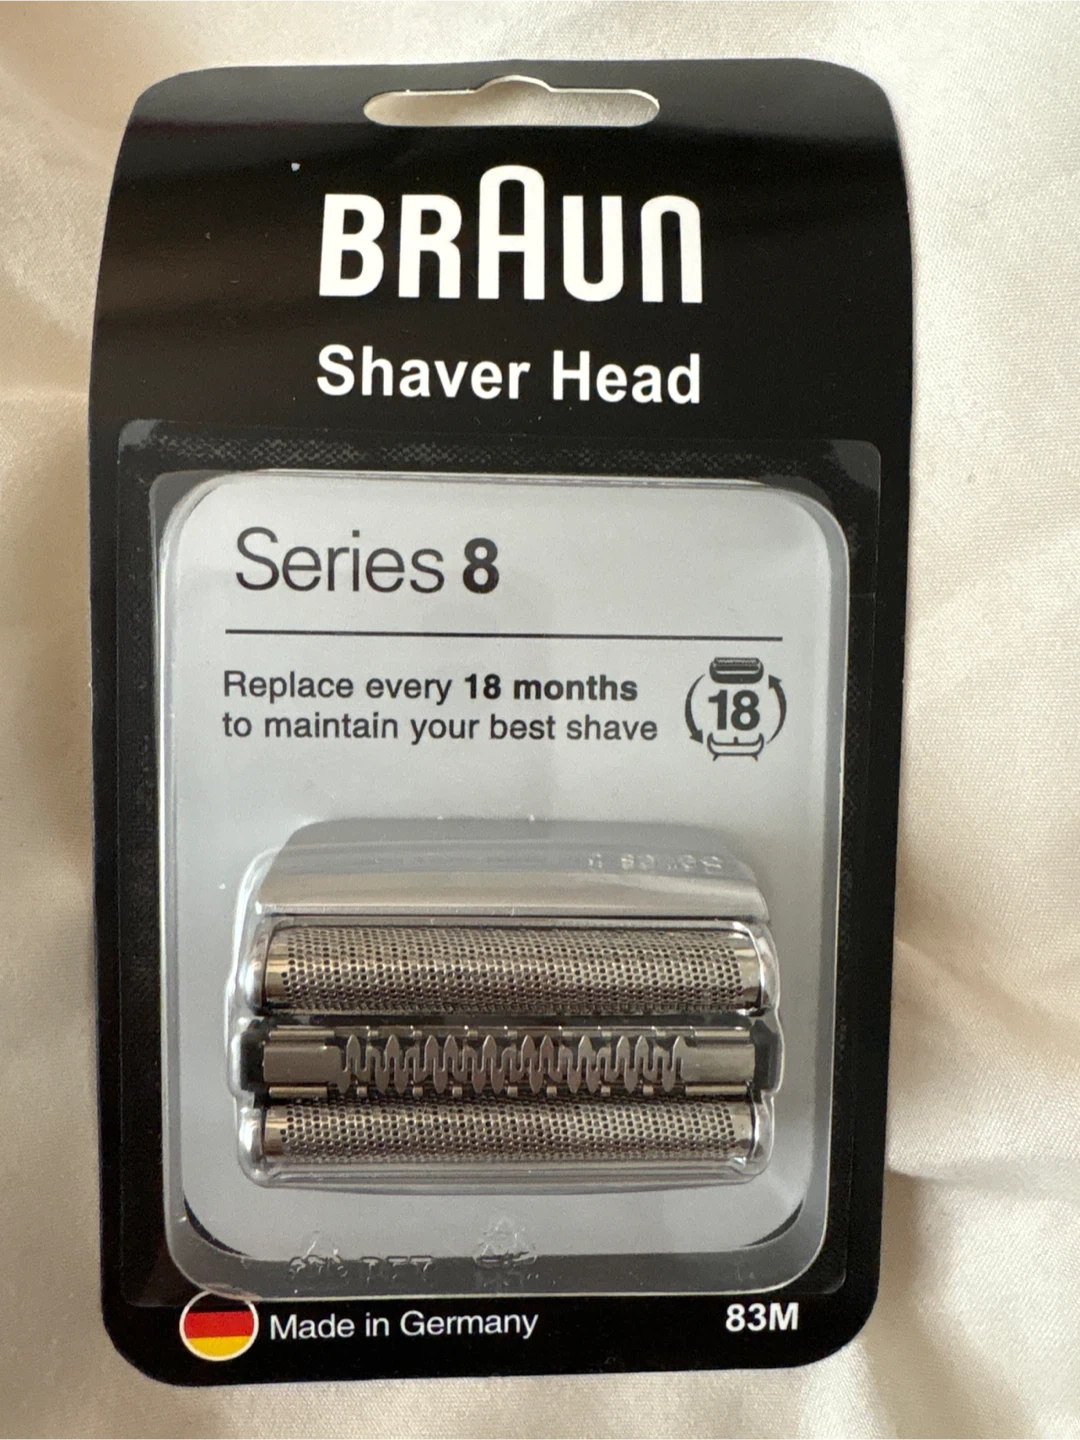 BRAUN
Shaver Head
Series 8
Replace every 18 months
to maintain your best shave
18
Made in Germany
83M